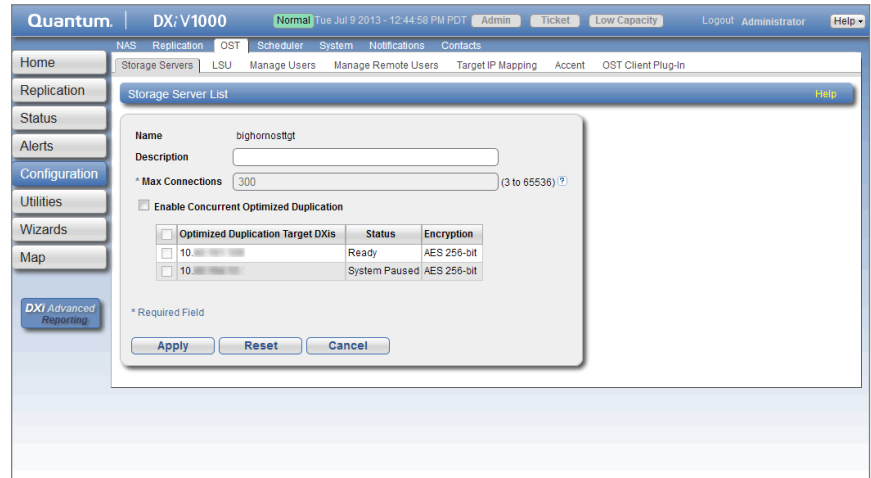 Quantum. DXi V1000 Normal Tue Jul 9 2013 - 12:44:58 PM PDT Admin Ticket Low Capacity Logout Administrator Help
NAS Replication OST Scheduler System Notifications Contacts
Storage Servers LSU Manage Users Manage Remote Users Target IP Mapping Accent OST Client Plug-In
Home
Replication
Status
Alerts
Configuration
Utilities
Wizards
Map
DXi Advanced
Reporting
Storage Server List Help
Name bighornosttgt
Description
* Max Connections 300 (3 to 65536) ?
Enable Concurrent Optimized Duplication
Optimized Duplication Target DXis Status Encryption
10. Ready AES 256-bit
10. System Paused AES 256-bit
* Required Field
Apply Reset Cancel